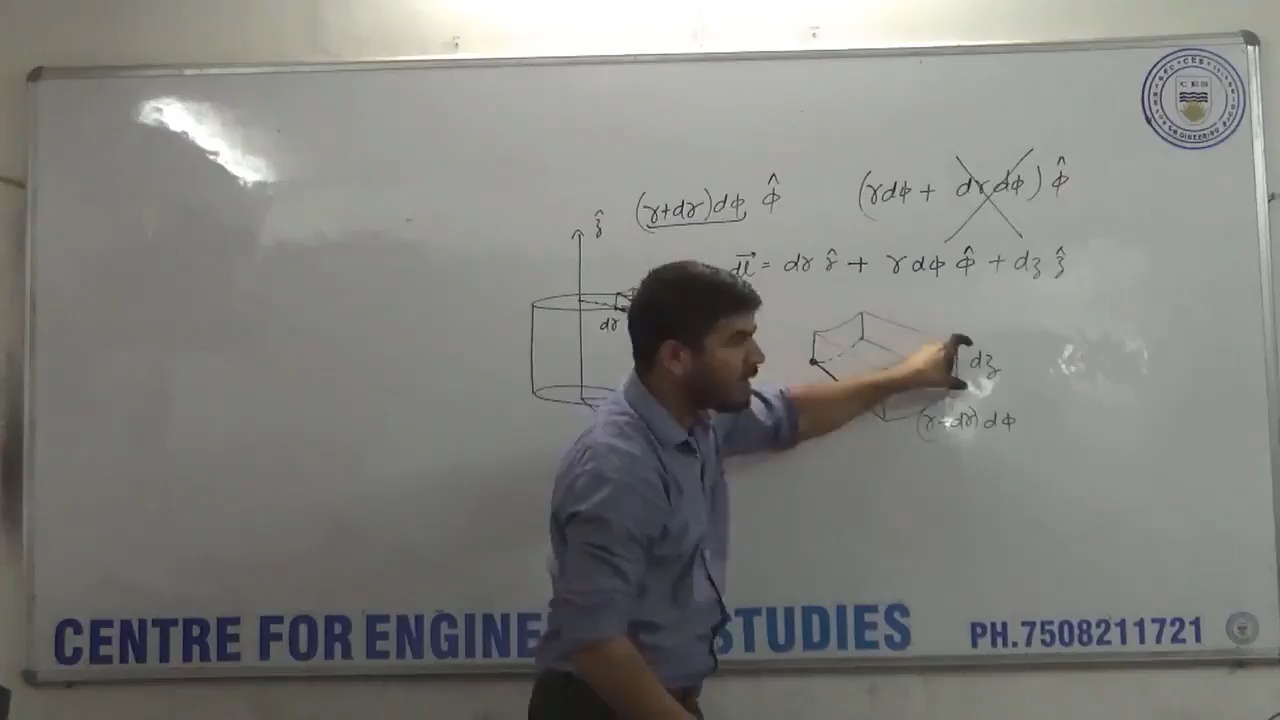 (r+dr)dϕ ϕ̂
(rdϕ + dr dϕ) ϕ̂
ẑ
dl⃗ = dr r̂ + r dϕ ϕ̂ + dz ẑ
dr
dz
(r+dr) dϕ
CES
CENTRE FOR ENGINE STUDIES PH.7508211721